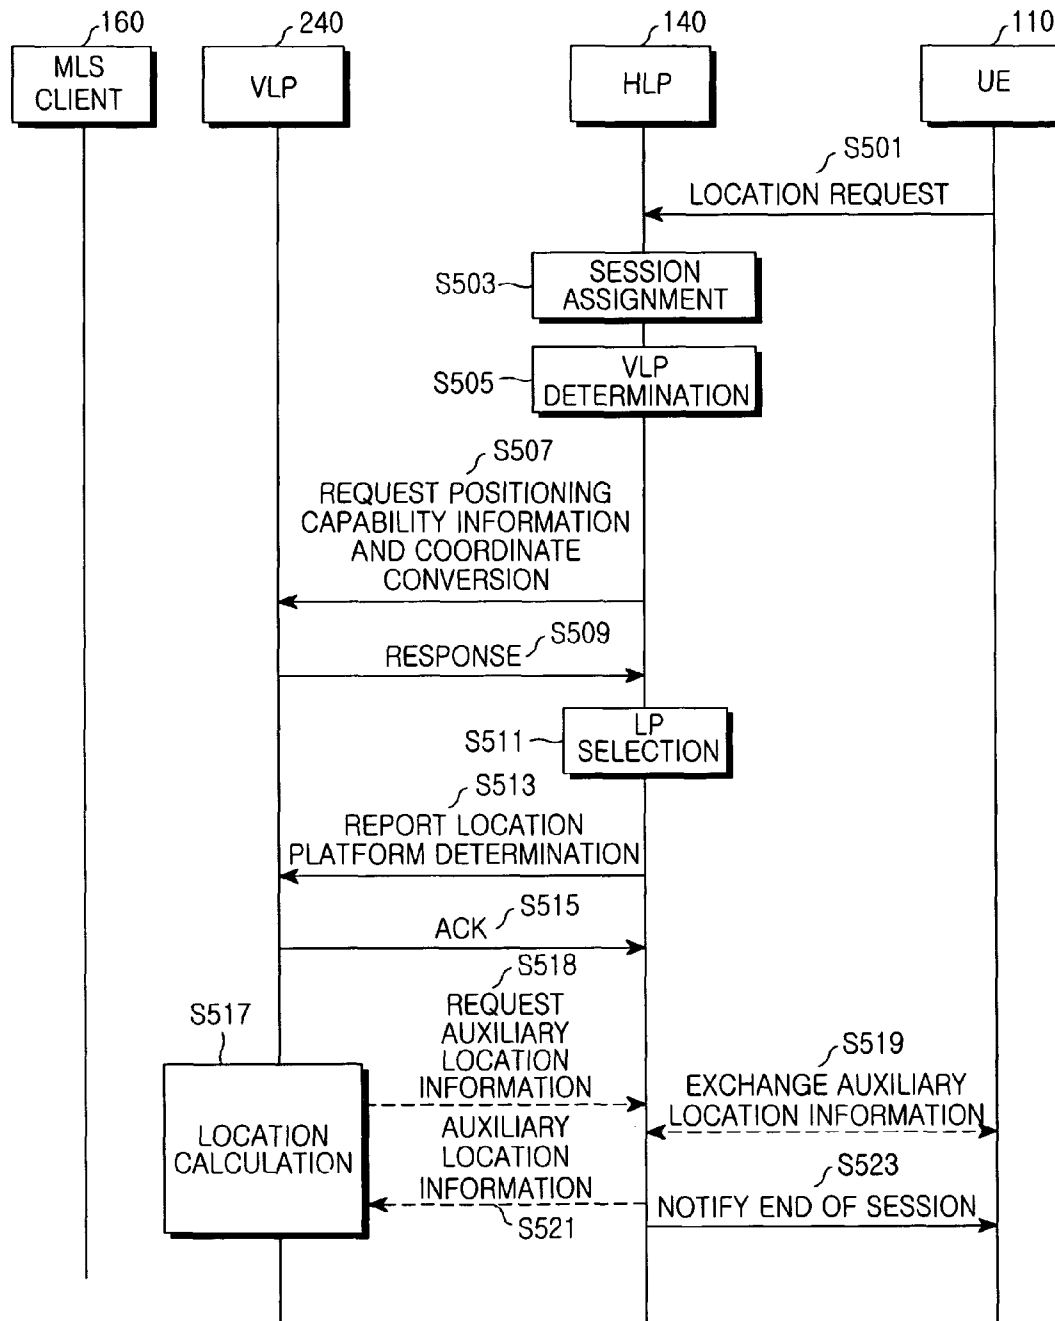 160
240
140
110
MLS
CLIENT
VLP
HLP
UE
S501
LOCATION REQUEST
S503
SESSION
ASSIGNMENT
S505
VLP
DETERMINATION
S507
REQUEST POSITIONING
CAPABILITY INFORMATION
AND COORDINATE
CONVERSION
S509
RESPONSE
S511
LP
SELECTION
S513
REPORT LOCATION
PLATFORM DETERMINATION
S515
ACK
S518
REQUEST
AUXILIARY
LOCATION
INFORMATION
S517
LOCATION
CALCULATION
S519
EXCHANGE AUXILIARY
LOCATION INFORMATION
AUXILIARY
LOCATION
INFORMATION
S521
S523
NOTIFY END OF SESSION